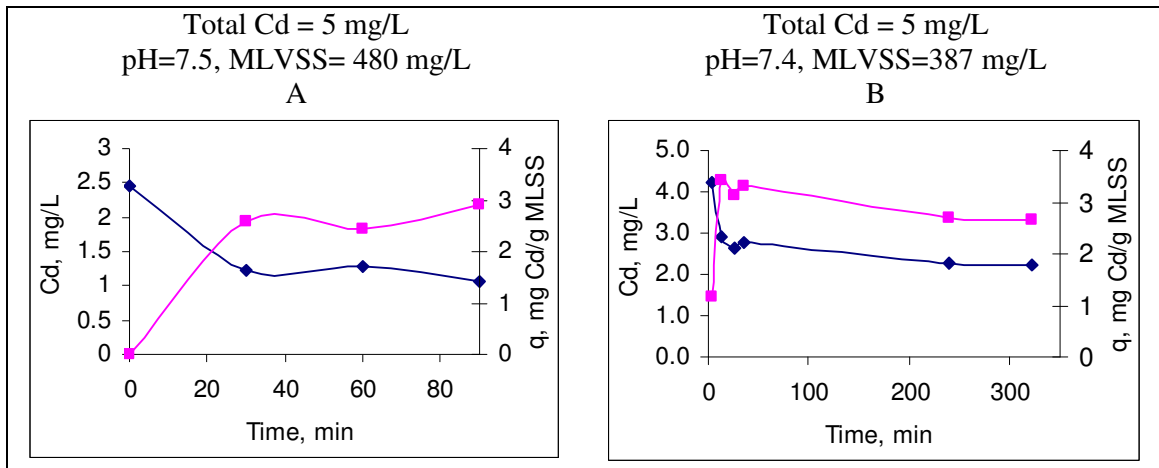 Total Cd = 5 mg/L
pH=7.5, MLVSS= 480 mg/L
A
3
2.5
2
1.5
1
0.5
0
Cd, mg/L
4
3
2
1
0
q, mg Cd/g MLSS
0 20 40 60 80
Time, min
Total Cd = 5 mg/L
pH=7.4, MLVSS=387 mg/L
B
5.0
4.0
3.0
2.0
1.0
0.0
Cd, mg/L
4
3
2
1
0
q, mg Cd/g MLSS
0 100 200 300
Time, min